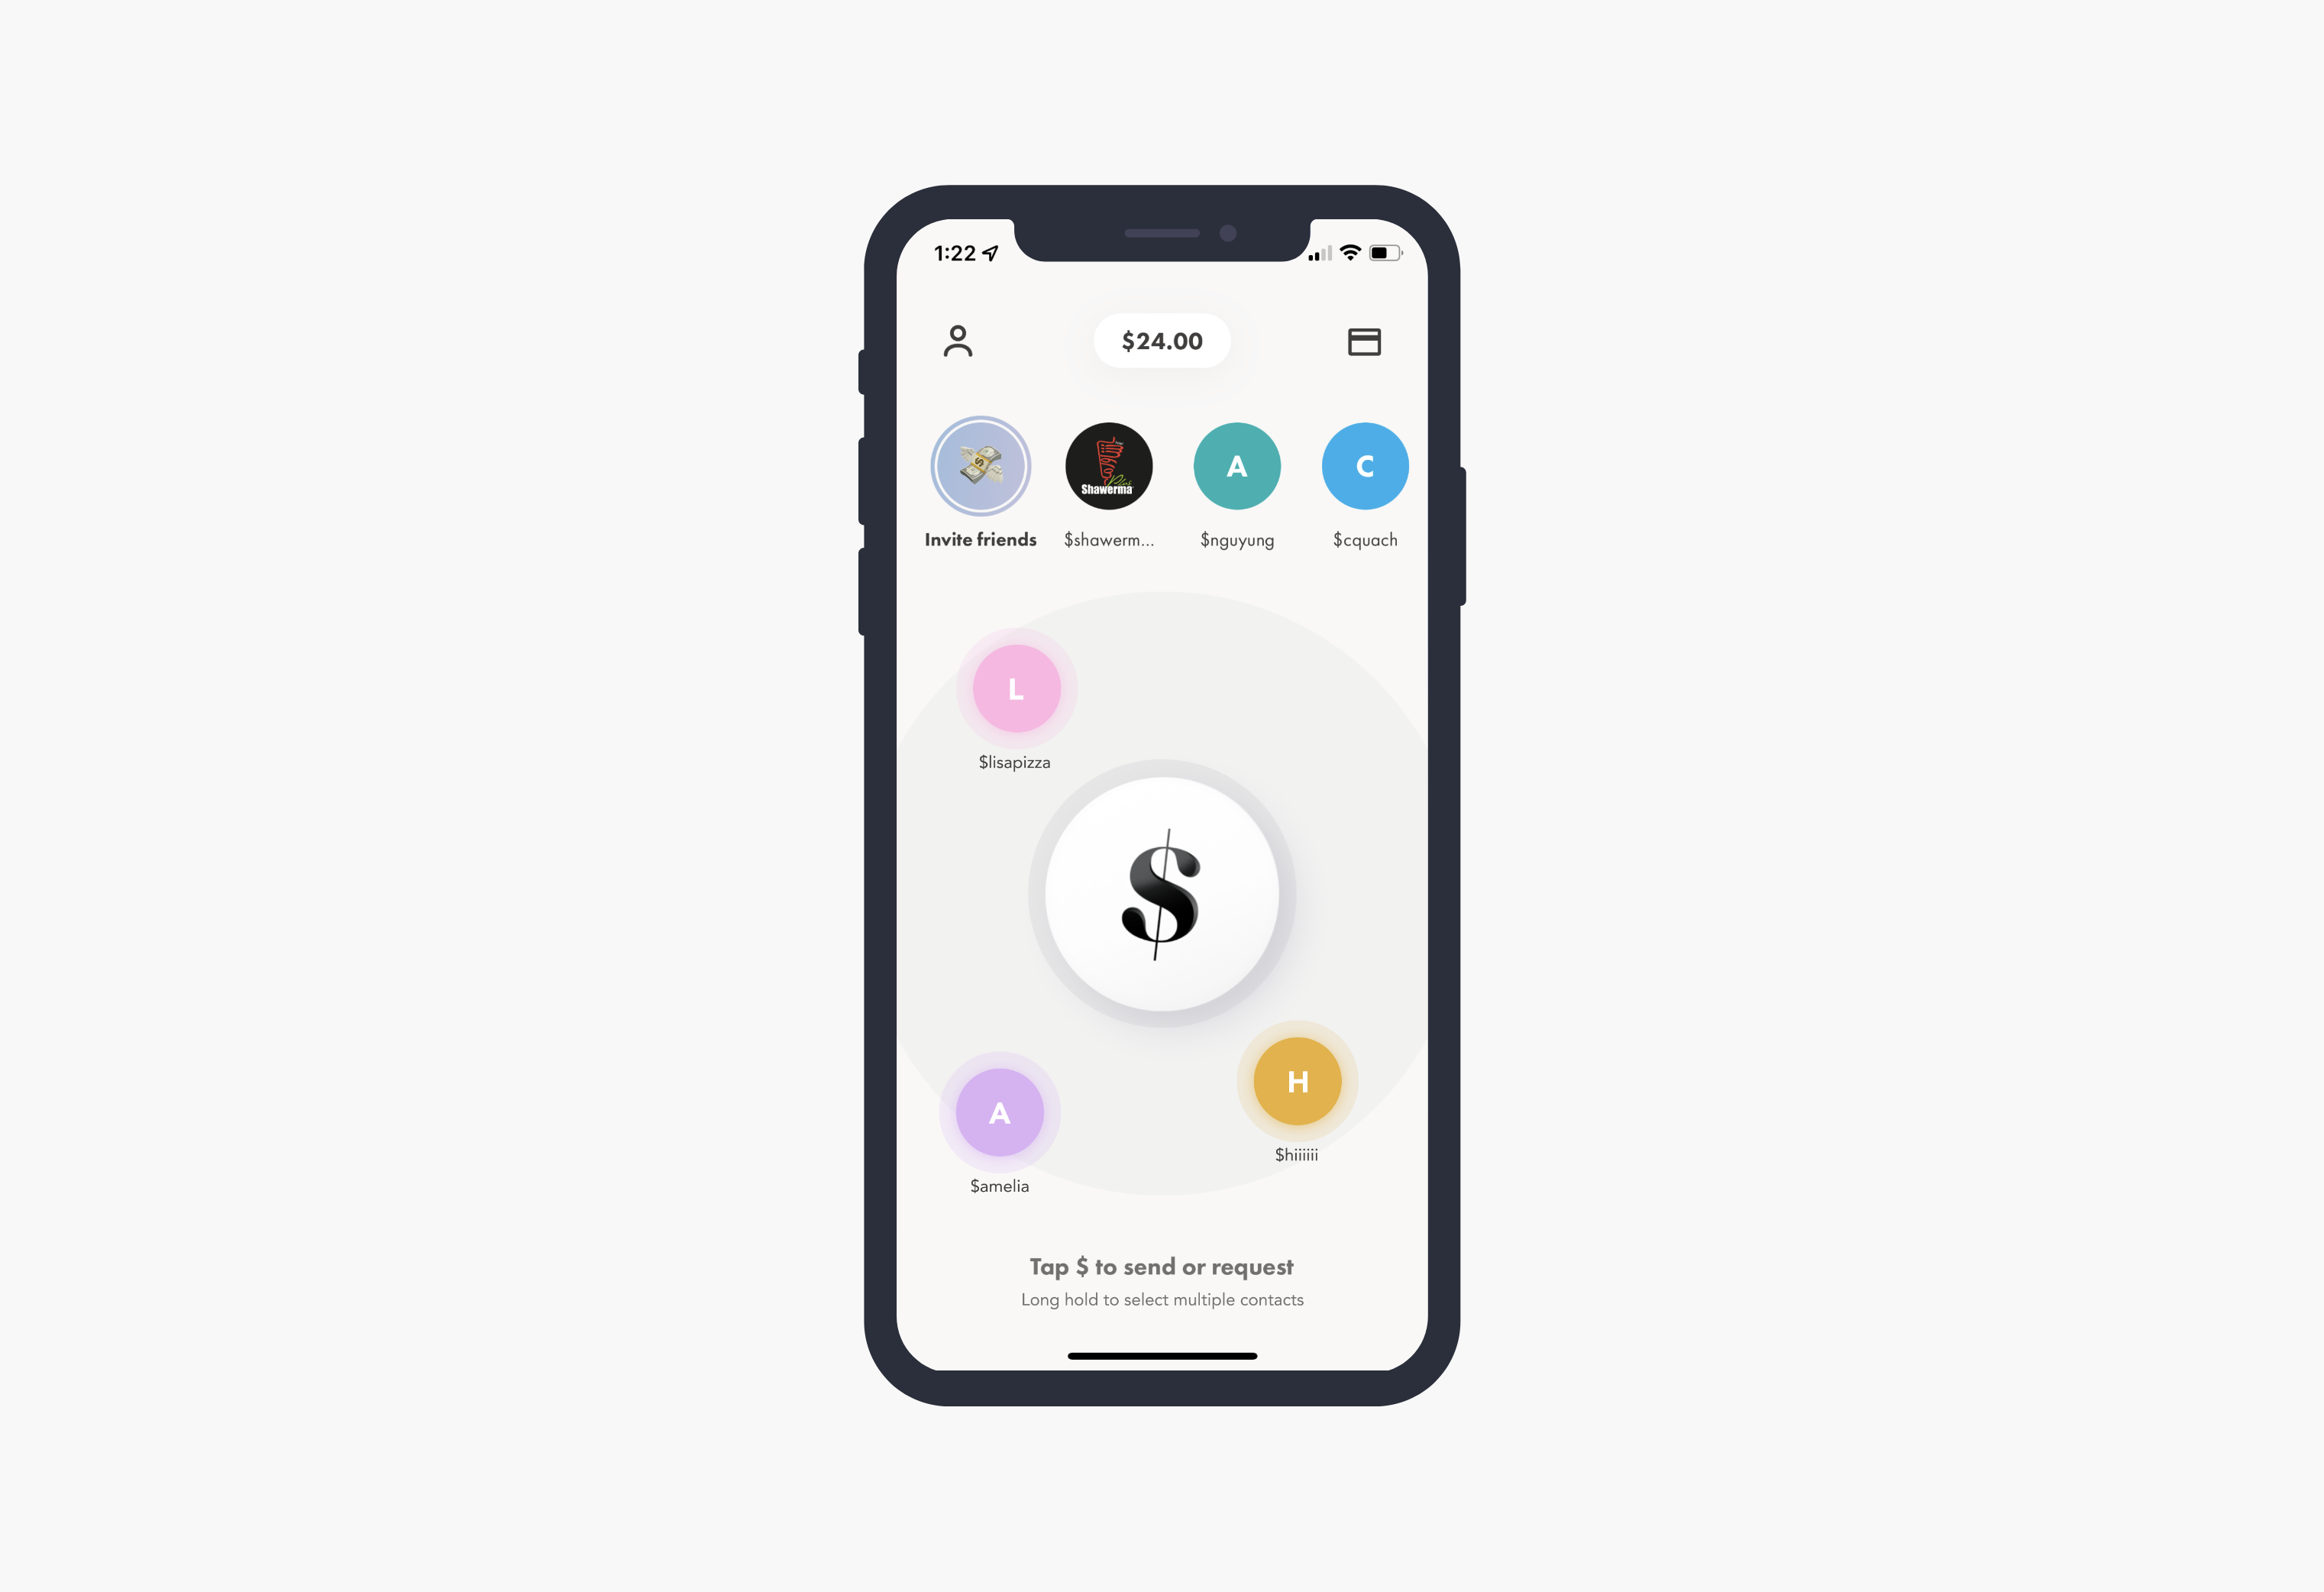 1:22
$24.00
Shawerma
Plus
Invite friends
$shawerm...
A
$nguyung
C
$cquach
L
$lisapizza
$
H
$hiiiiii
A
$amelia
Tap $ to send or request
Long hold to select multiple contacts